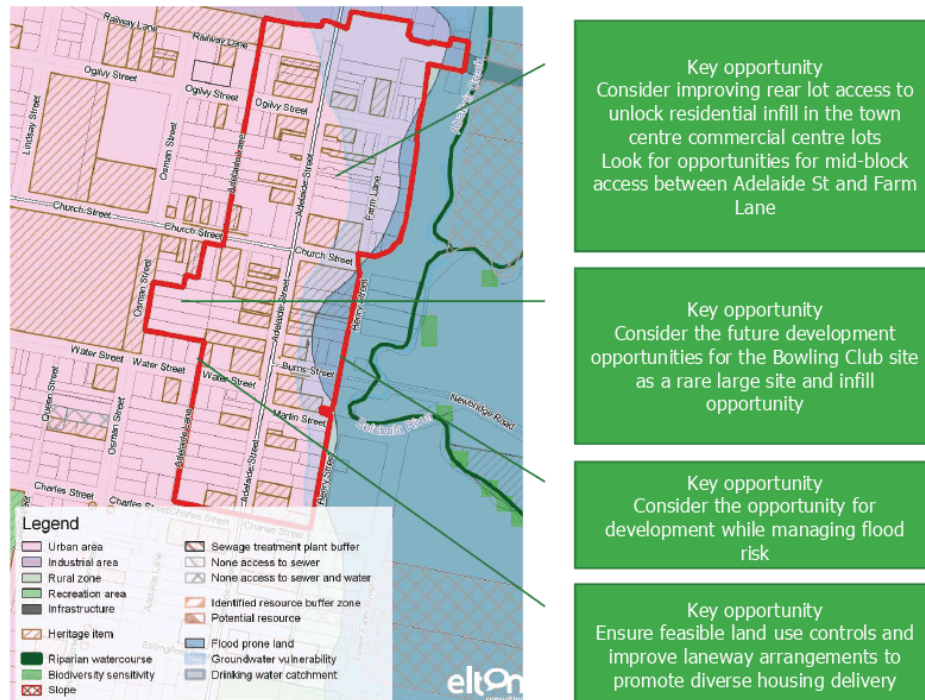 Railway Lane
Railway Lane
Ogilvy Street
Ogilvy Street
Ogilvy Street
Lindsay Street
Osman Street
Adelaide Lane
Adelaide Street
Farm Lane
Church Street
Church Street
Church Street
Osman Street
Adelaide Street
Henry Street
Water Street
Water Street
Water Street
Burns Street
Newbridge Road
Queen Street
Osman Street
Adelaide Lane
Martin Street
Belubula River
Adelaide Street
Henry Street
Charles Street
Charles Street
Charles Street
Charles Street
Adelaide Lane
Legend
Urban area
Industrial area
Rural zone
Recreation area
Infrastructure
Heritage item
Riparian watercourse
Biodiversity sensitivity
Slope
Sewage treatment plant buffer
None access to sewer
None access to sewer and water
Identified resource buffer zone
Potential resource
Flood prone land
Groundwater vulnerability
Drinking water catchment
elton
consulting
Key opportunity
Consider improving rear lot access to
unlock residential infill in the town
centre commercial centre lots
Look for opportunities for mid-block
access between Adelaide St and Farm
Lane
Key opportunity
Consider the future development
opportunities for the Bowling Club site
as a rare large site and infill
opportunity
Key opportunity
Consider the opportunity for
development while managing flood
risk
Key opportunity
Ensure feasible land use controls and
improve laneway arrangements to
promote diverse housing delivery